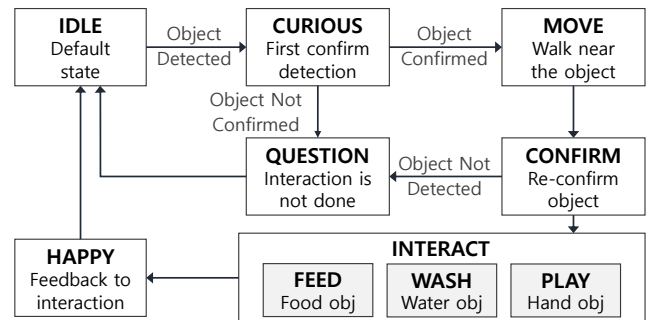 IDLE
Default
state
Object
Detected
CURIOUS
First confirm
detection
Object
Confirmed
MOVE
Walk near
the object
Object Not
Confirmed
QUESTION
Interaction is
not done
Object Not
Detected
CONFIRM
Re-confirm
object
HAPPY
Feedback to
interaction
INTERACT
FEED
Food obj
WASH
Water obj
PLAY
Hand obj